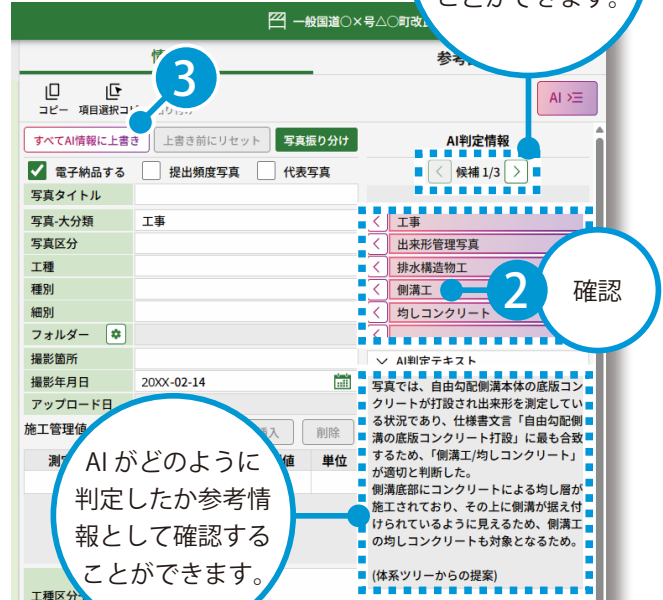 ことができます。
一般国道○×号△○町改
3
コピー 項目選択コピ
AI
すべてAI情報に上書き 上書き前にリセット 写真振り分け
AI判定情報
電子納品する 提出頻度写真 代表写真
候補 1/3
写真タイトル
写真-大分類 工事
工事
写真区分
出来形管理写真
工種
排水構造物工
種別
側溝工
2 確認
細別
均しコンクリート
フォルダー
撮影箇所
AI判定テキスト
撮影年月日 20XX-02-14
アップロード日
施工管理値
削除
単位
写真では、自由勾配側溝本体の底版コン
クリートが打設され出来形を測定してい
る状況であり、仕様書文言「自由勾配側
溝の底版コンクリート打設」に最も合致
するため、「側溝工/均しコンクリート」
が適切と判断した。
側溝底部にコンクリートによる均し層が
施工されており、その上に側溝が据え付
けられているように見えるため、側溝工
の均しコンクリートも対象となるため。
(体系ツリーからの提案)
AI がどのように
判定したか参考情
報として確認する
ことができます。
工種区分